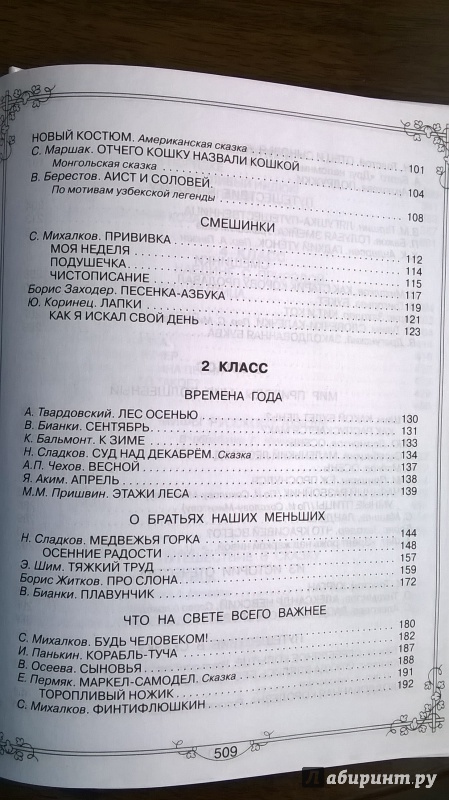 НОВЫЙ КОСТЮМ. Американская сказка
С. Маршак. ОТЧЕГО КОШКУ НАЗВАЛИ КОШКОЙ 101
Монгольская сказка
В. Берестов. АИСТ И СОЛОВЕЙ. 104
По мотивам узбекской легенды 108
СМЕШИНКИ
С. Михалков. ПРИВИВКА 112
МОЯ НЕДЕЛЯ 114
ПОДУШЕЧКА 115
ЧИСТОПИСАНИЕ 117
Борис Заходер. ПЕСЕНКА-АЗБУКА 119
Ю. Коринец. ЛАПКИ 121
КАК Я ИСКАЛ СВОЙ ДЕНЬ 123
2 КЛАСС
ВРЕМЕНА ГОДА
А. Твардовский. ЛЕС ОСЕНЬЮ 130
В. Бианки. СЕНТЯБРЬ 131
К. Бальмонт. К ЗИМЕ 133
Н. Сладков. СУД НАД ДЕКАБРЁМ. Сказка 134
А.П. Чехов. ВЕСНОЙ 137
Я. Аким. АПРЕЛЬ 138
М.М. Пришвин. ЭТАЖИ ЛЕСА 139
О БРАТЬЯХ НАШИХ МЕНЬШИХ
Н. Сладков. МЕДВЕЖЬЯ ГОРКА 144
ОСЕННИЕ РАДОСТИ 148
Э. Шим. ТЯЖКИЙ ТРУД 157
Борис Житков. ПРО СЛОНА 159
В. Бианки. ПЛАВУНЧИК 172
ЧТО НА СВЕТЕ ВСЕГО ВАЖНЕЕ
С. Михалков. БУДЬ ЧЕЛОВЕКОМ! 180
И. Панькин. КОРАБЛЬ-ТУЧА 182
В. Осеева. СЫНОВЬЯ 187
Е. Пермяк. МАРКЕЛ-САМОДЕЛ. Сказка 188
ТОРОПЛИВЫЙ НОЖИК 191
С. Михалков. ФИНТИФЛЮШКИН 192
509
Лабиринт.ру